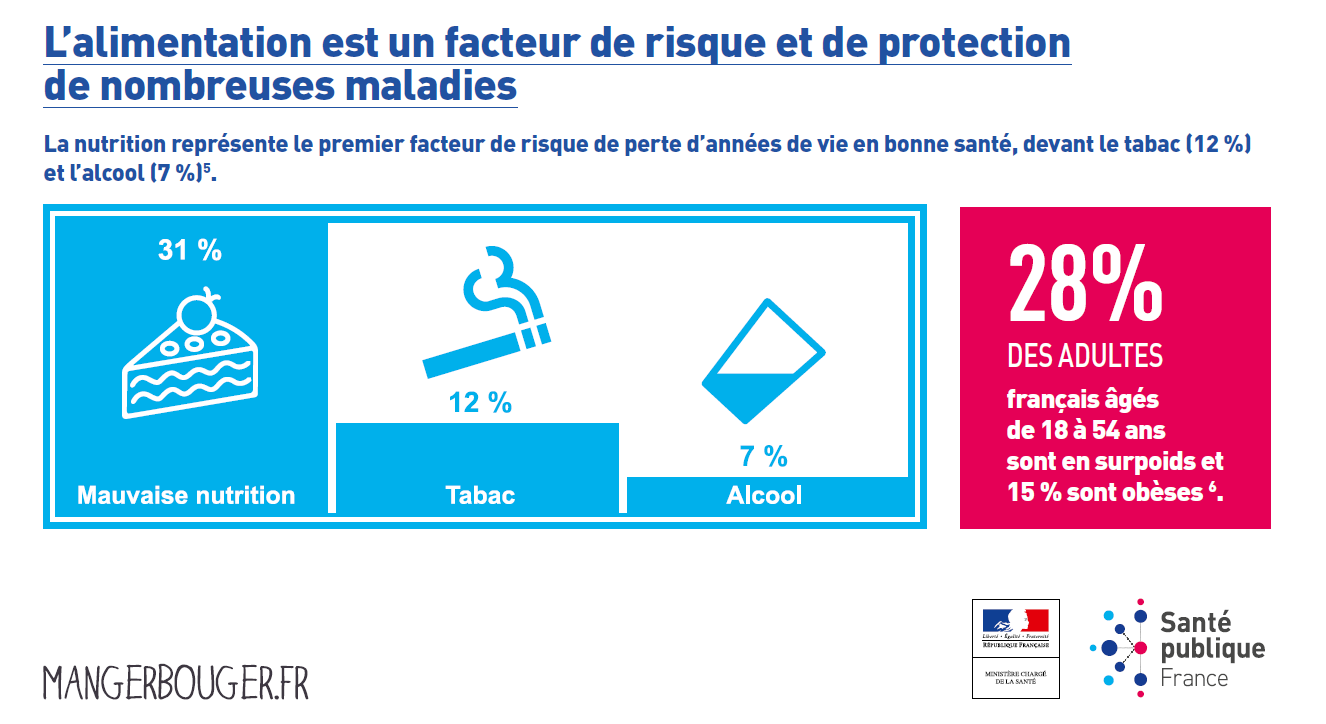 L’alimentation est un facteur de risque et de protection
de nombreuses maladies
La nutrition représente le premier facteur de risque de perte d’années de vie en bonne santé, devant le tabac (12 %)
et l’alcool (7 %)⁵.
31 %
Mauvaise nutrition
12 %
Tabac
7 %
Alcool
28%
DES ADULTES
français âgés
de 18 à 54 ans
sont en surpoids et
15 % sont obèses ⁶.
MANGERBOUGER.FR
Liberté • Égalité • Fraternité
RÉPUBLIQUE FRANÇAISE
MINISTÈRE CHARGÉ
DE LA SANTÉ
Santé
publique
France